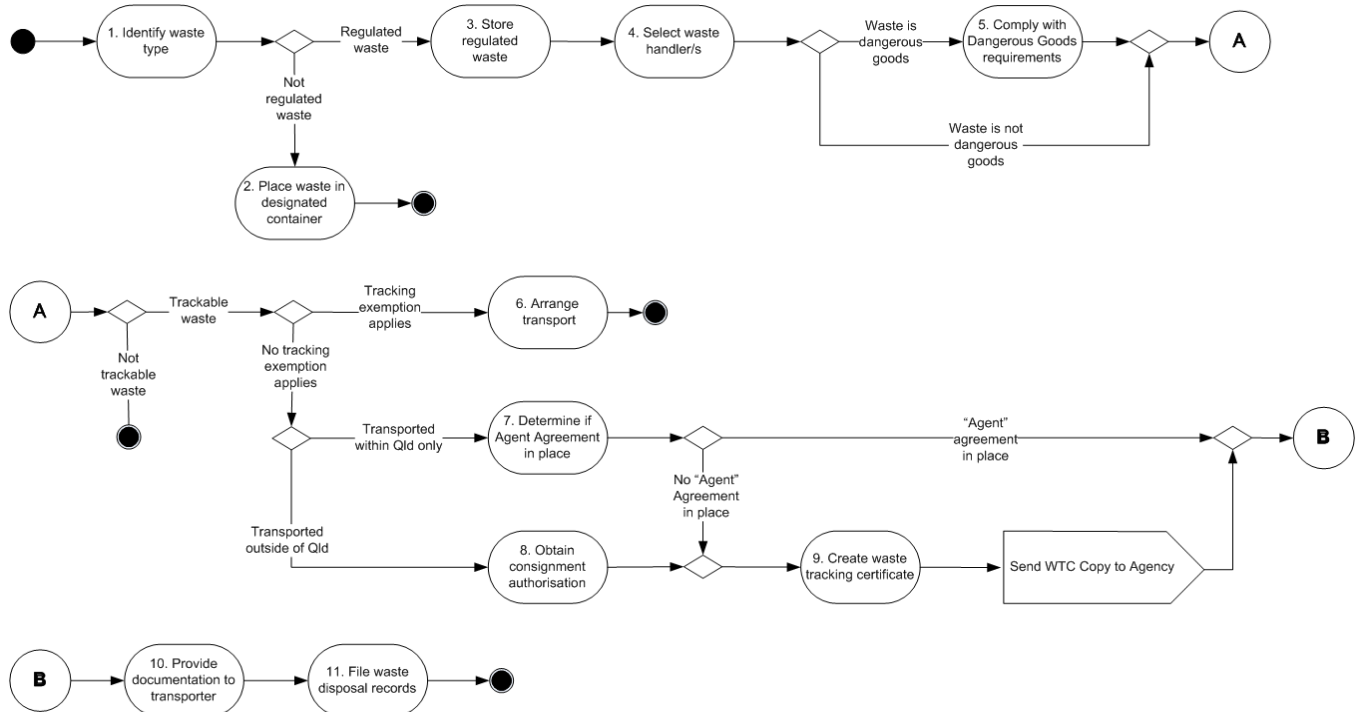 1. Identify waste
type
Regulated
waste
3. Store
regulated
waste
4. Select waste
handler/s
Waste is
dangerous
goods
5. Comply with
Dangerous Goods
requirements
A
Not
regulated
waste
Waste is not
dangerous
goods
2. Place waste in
designated
container
A
Trackable
waste
Tracking
exemption
applies
6. Arrange
transport
Not
trackable
waste
No tracking
exemption
applies
Transported
within Qld only
7. Determine if
Agent Agreement
in place
“Agent”
agreement
in place
B
No “Agent”
Agreement
in place
Transported
outside of Qld
8. Obtain
consignment
authorisation
9. Create waste
tracking certificate
Send WTC Copy to Agency
B
10. Provide
documentation to
transporter
11. File waste
disposal records